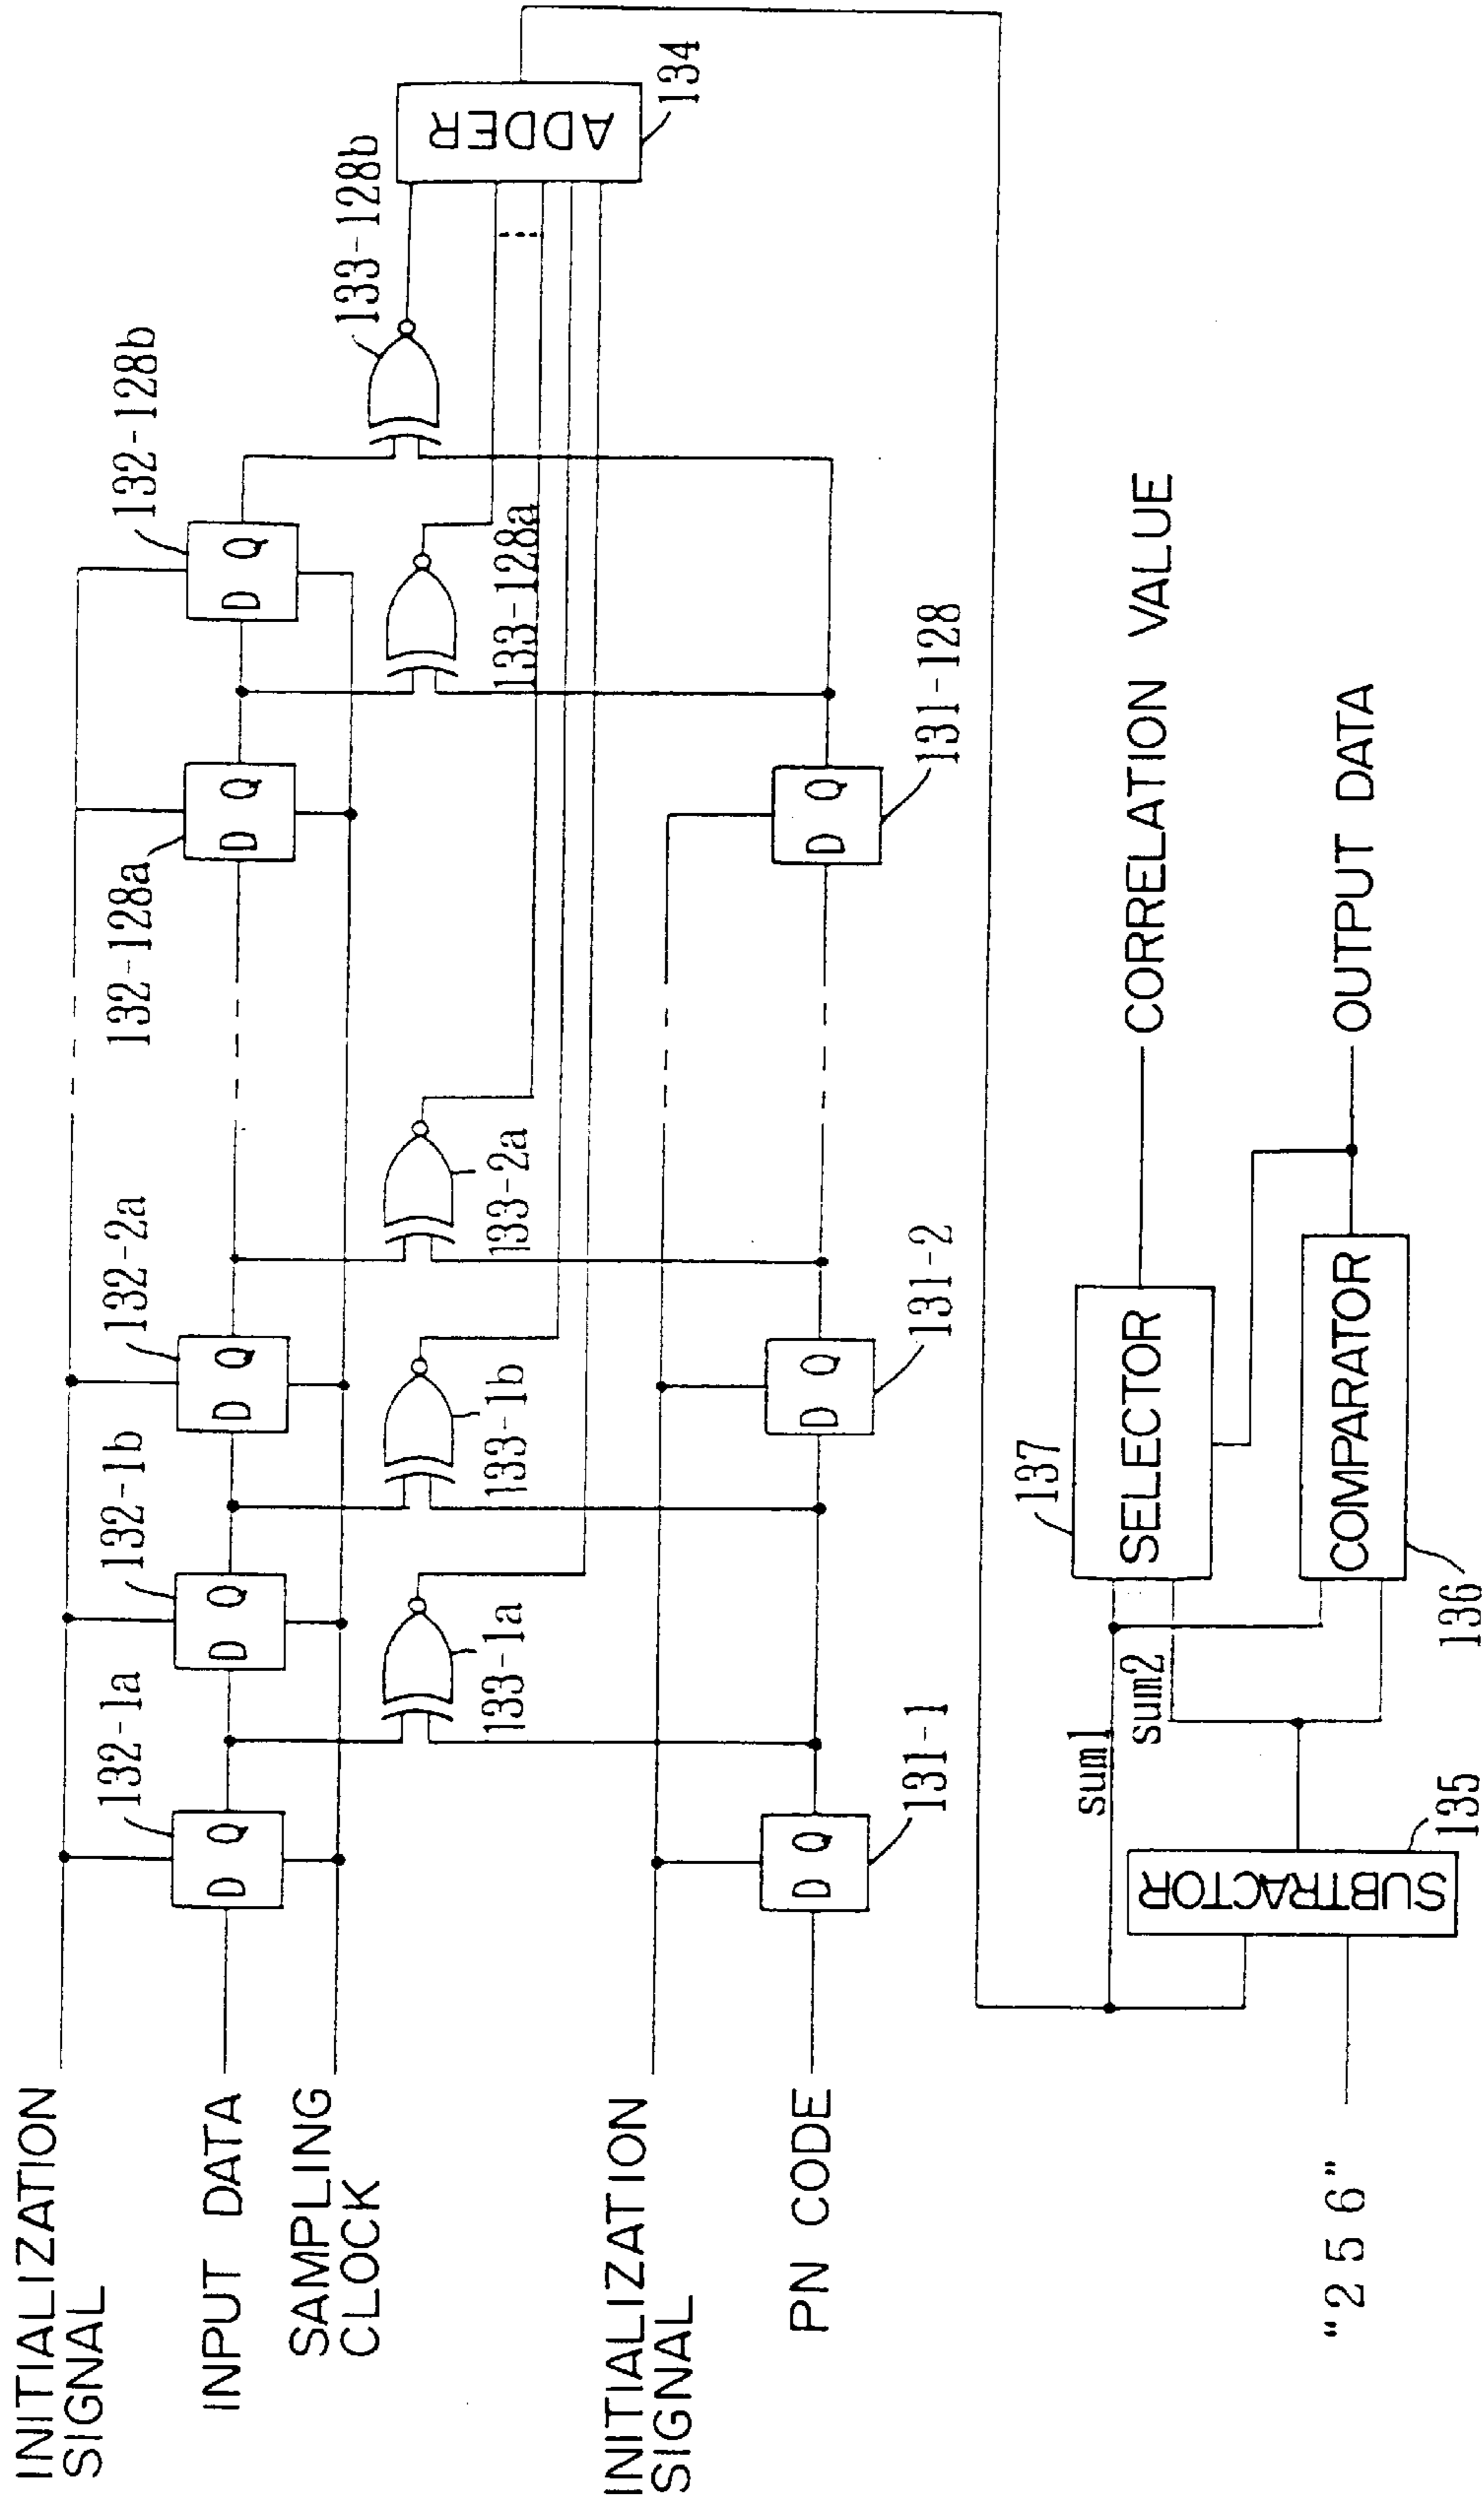 INITIALIZATION
SIGNAL
INPUT DATA
SAMPLING
CLOCK
INITIALIZATION
SIGNAL
PN CODE
132-1a
132-1b
132-2a
132-128a
132-128b
D Q
D Q
D Q
D Q
D Q
133-1a
133-1b
133-2a
133-128a
133-128b
ADDER
134
D Q
D Q
D Q
131-1
131-2
131-128
"256"
SUBTRACTOR
135
sum1
sum2
137
SELECTOR
CORRELATION VALUE
COMPARATOR
136
OUTPUT DATA